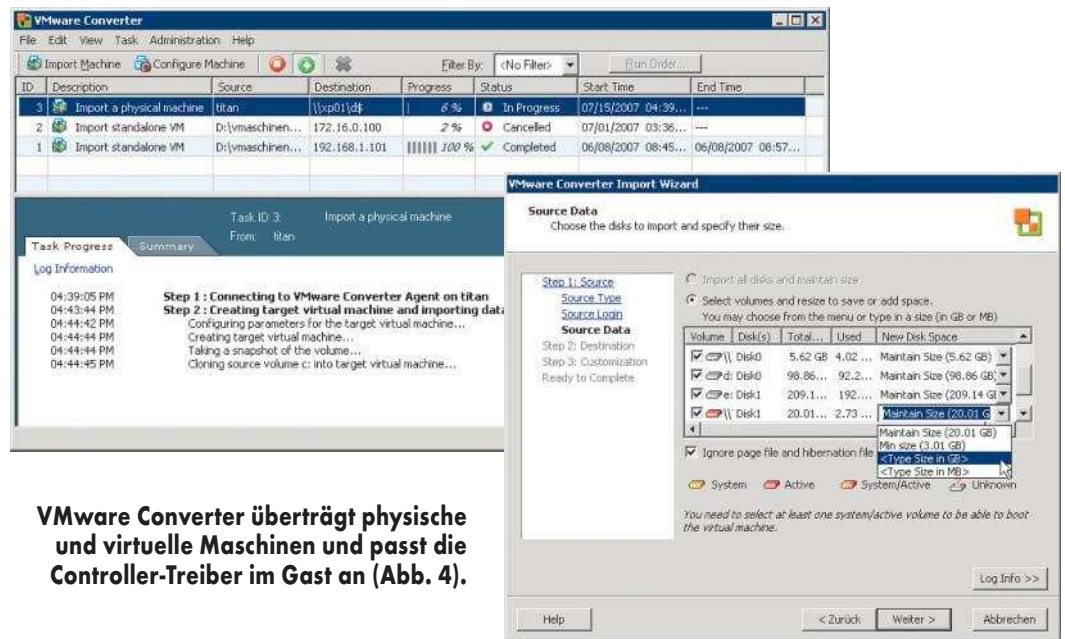 VMware Converter
File Edit View Task Administration Help
Import Machine Configure Machine Filter By: <No Filter> Run Order...
ID Description Source Destination Progress Status Start Time End Time
3 Import a physical machine titan \\xp01\d$ 6 % In Progress 07/15/2007 04:39... ---
2 Import standalone VM D:\vmaschinen... 172.16.0.100 2 % Cancelled 07/01/2007 03:36... ---
1 Import standalone VM D:\vmaschinen... 192.168.1.101 100 % Completed 06/08/2007 08:45... 06/08/2007 08:57...
Task ID 3: Import a physical machine
From: titan
Task Progress Summary
Log Information
04:39:05 PM Step 1 : Connecting to VMware Converter Agent on titan
04:43:44 PM Step 2 : Creating target virtual machine and importing data
04:44:42 PM Configuring parameters for the target virtual machine...
04:44:44 PM Creating target virtual machine...
04:44:44 PM Taking a snapshot of the volume...
04:44:45 PM Cloning source volume c: into target virtual machine...
VMware Converter Import Wizard
Source Data
Choose the disks to import and specify their size.
Step 1: Source
Source Type
Source Login
Source Data
Step 2: Destination
Step 3: Customization
Ready to Complete
Import all disks and maintain size.
Select volumes and resize to save or add space.
You may choose from the menu or type in a size (in GB or MB)
Volume Disk(s) Total... Used New Disk Space
\\ Disk0 5.62 GB 4.02 ... Maintain Size (5.62 GB)
d: Disk0 98.86... 92.2... Maintain Size (98.86 GB)
e: Disk1 209.1... 192.... Maintain Size (209.14 GB
\\ Disk1 20.01... 2.73 ... Maintain Size (20.01 G
Maintain Size (20.01 GB)
Min size (3.01 GB)
<Type Size in GB>
<Type Size in MB>
Ignore page file and hibernation file
System Active System/Active Unknown
You need to select at least one system/active volume to be able to boot
the virtual machine.
Log Info >>
Help < Zurück Weiter > Abbrechen
VMware Converter überträgt physische
und virtuelle Maschinen und passt die
Controller-Treiber im Gast an (Abb. 4).